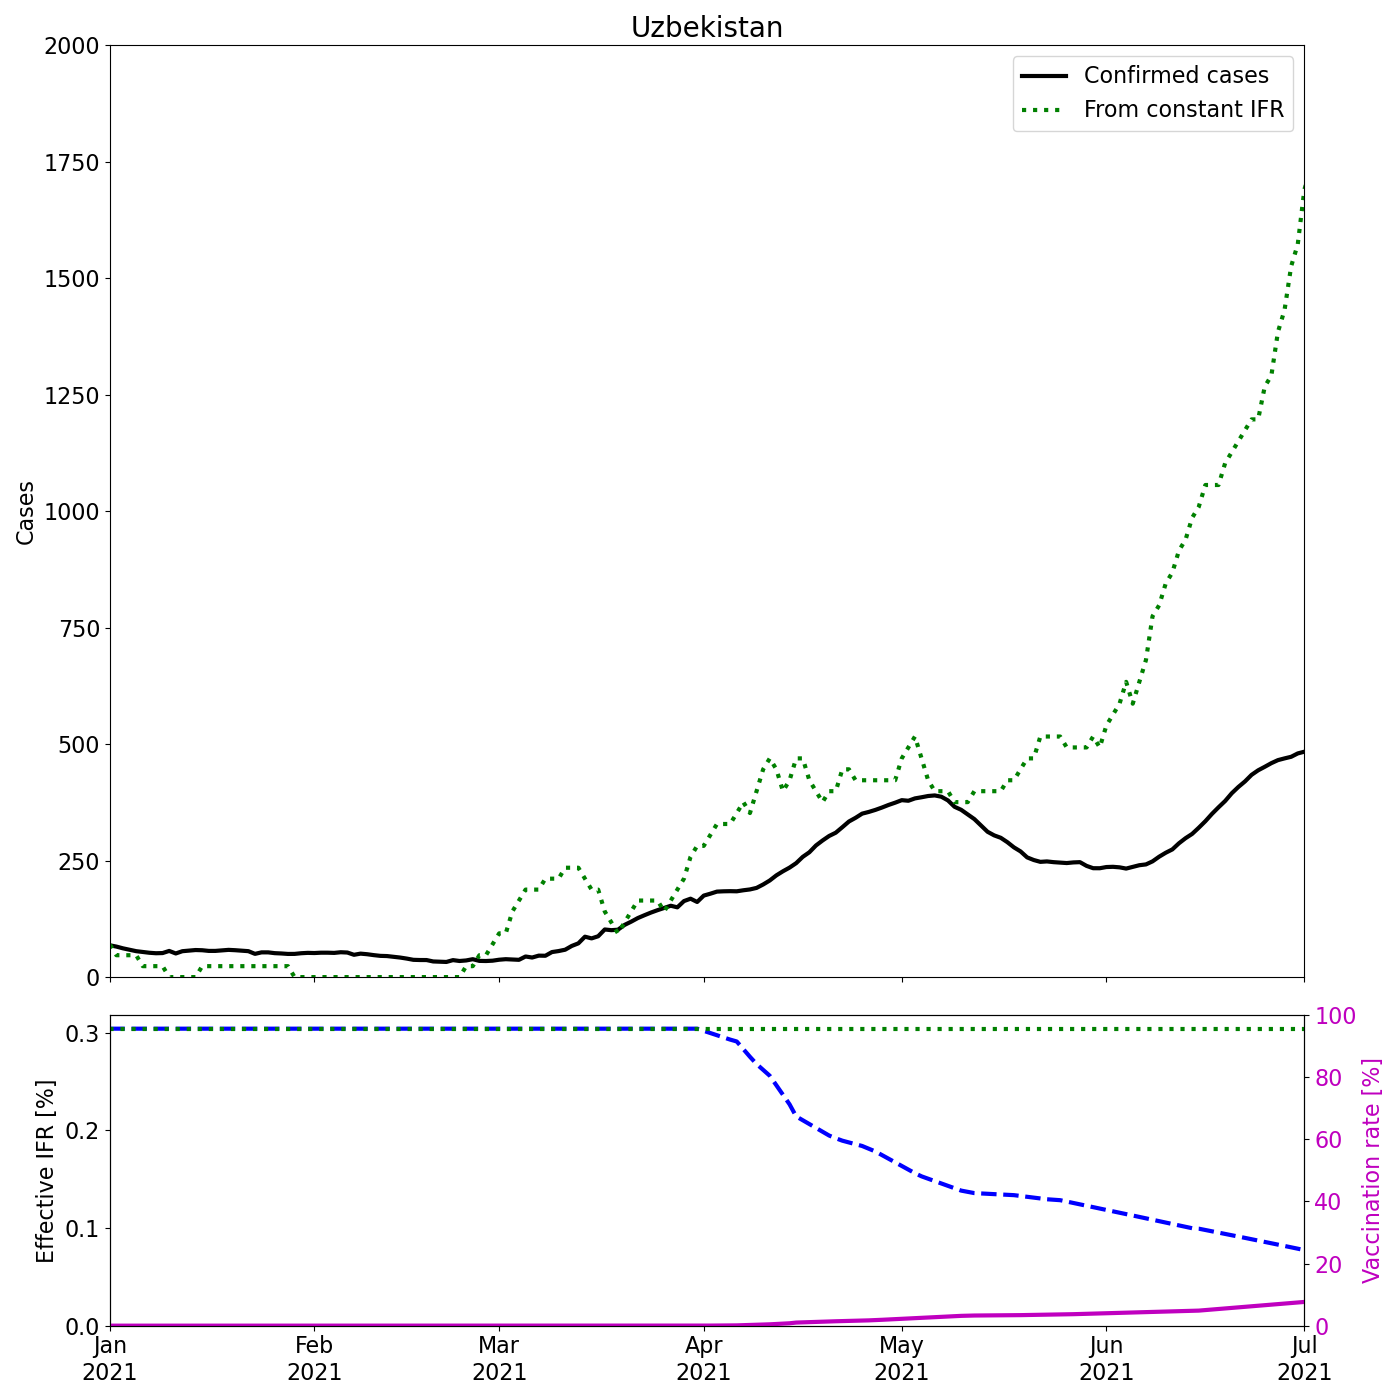 Uzbekistan
2000
1750
1500
1250
1000
750
500
250
0
Cases
Confirmed cases
From constant IFR
0.3
0.2
0.1
0.0
Effective IFR [%]
100
80
60
40
20
0
Vaccination rate [%]
Jan
2021
Feb
2021
Mar
2021
Apr
2021
May
2021
Jun
2021
Jul
2021